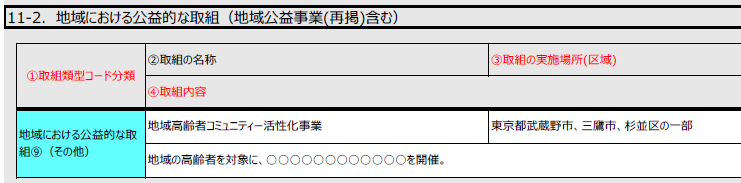 11-2．地域における公益的な取組（地域公益事業(再掲)含む）
①取組類型コード分類
②取組の名称
③取組の実施場所(区域)
④取組内容
地域における公益的な取
組⑨（その他）
地域高齢者コミュニティー活性化事業
東京都武蔵野市、三鷹市、杉並区の一部
地域の高齢者を対象に、○○○○○○○○○○○○を開催。